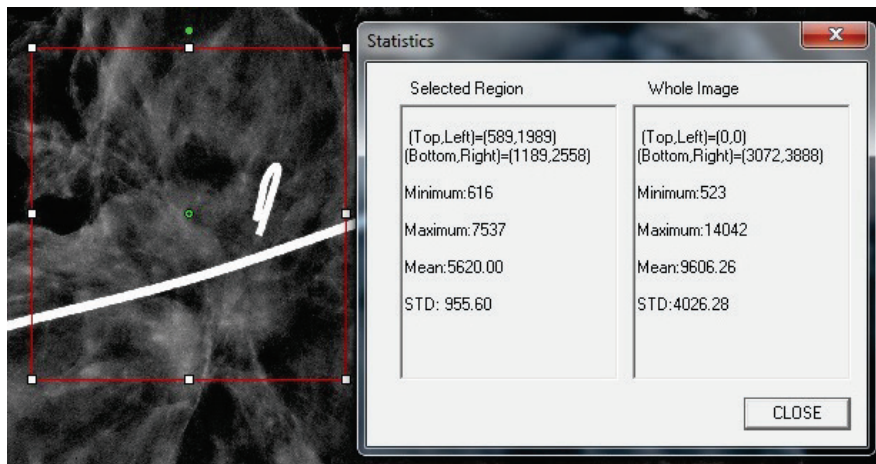 Statistics
Selected Region
(Top,Left)=(589,1989)
(Bottom,Right)=(1189,2558)
Minimum:616
Maximum:7537
Mean:5620.00
STD: 955.60
Whole Image
(Top,Left)=(0,0)
(Bottom,Right)=(3072,3888)
Minimum:523
Maximum:14042
Mean:9606.26
STD:4026.28
CLOSE